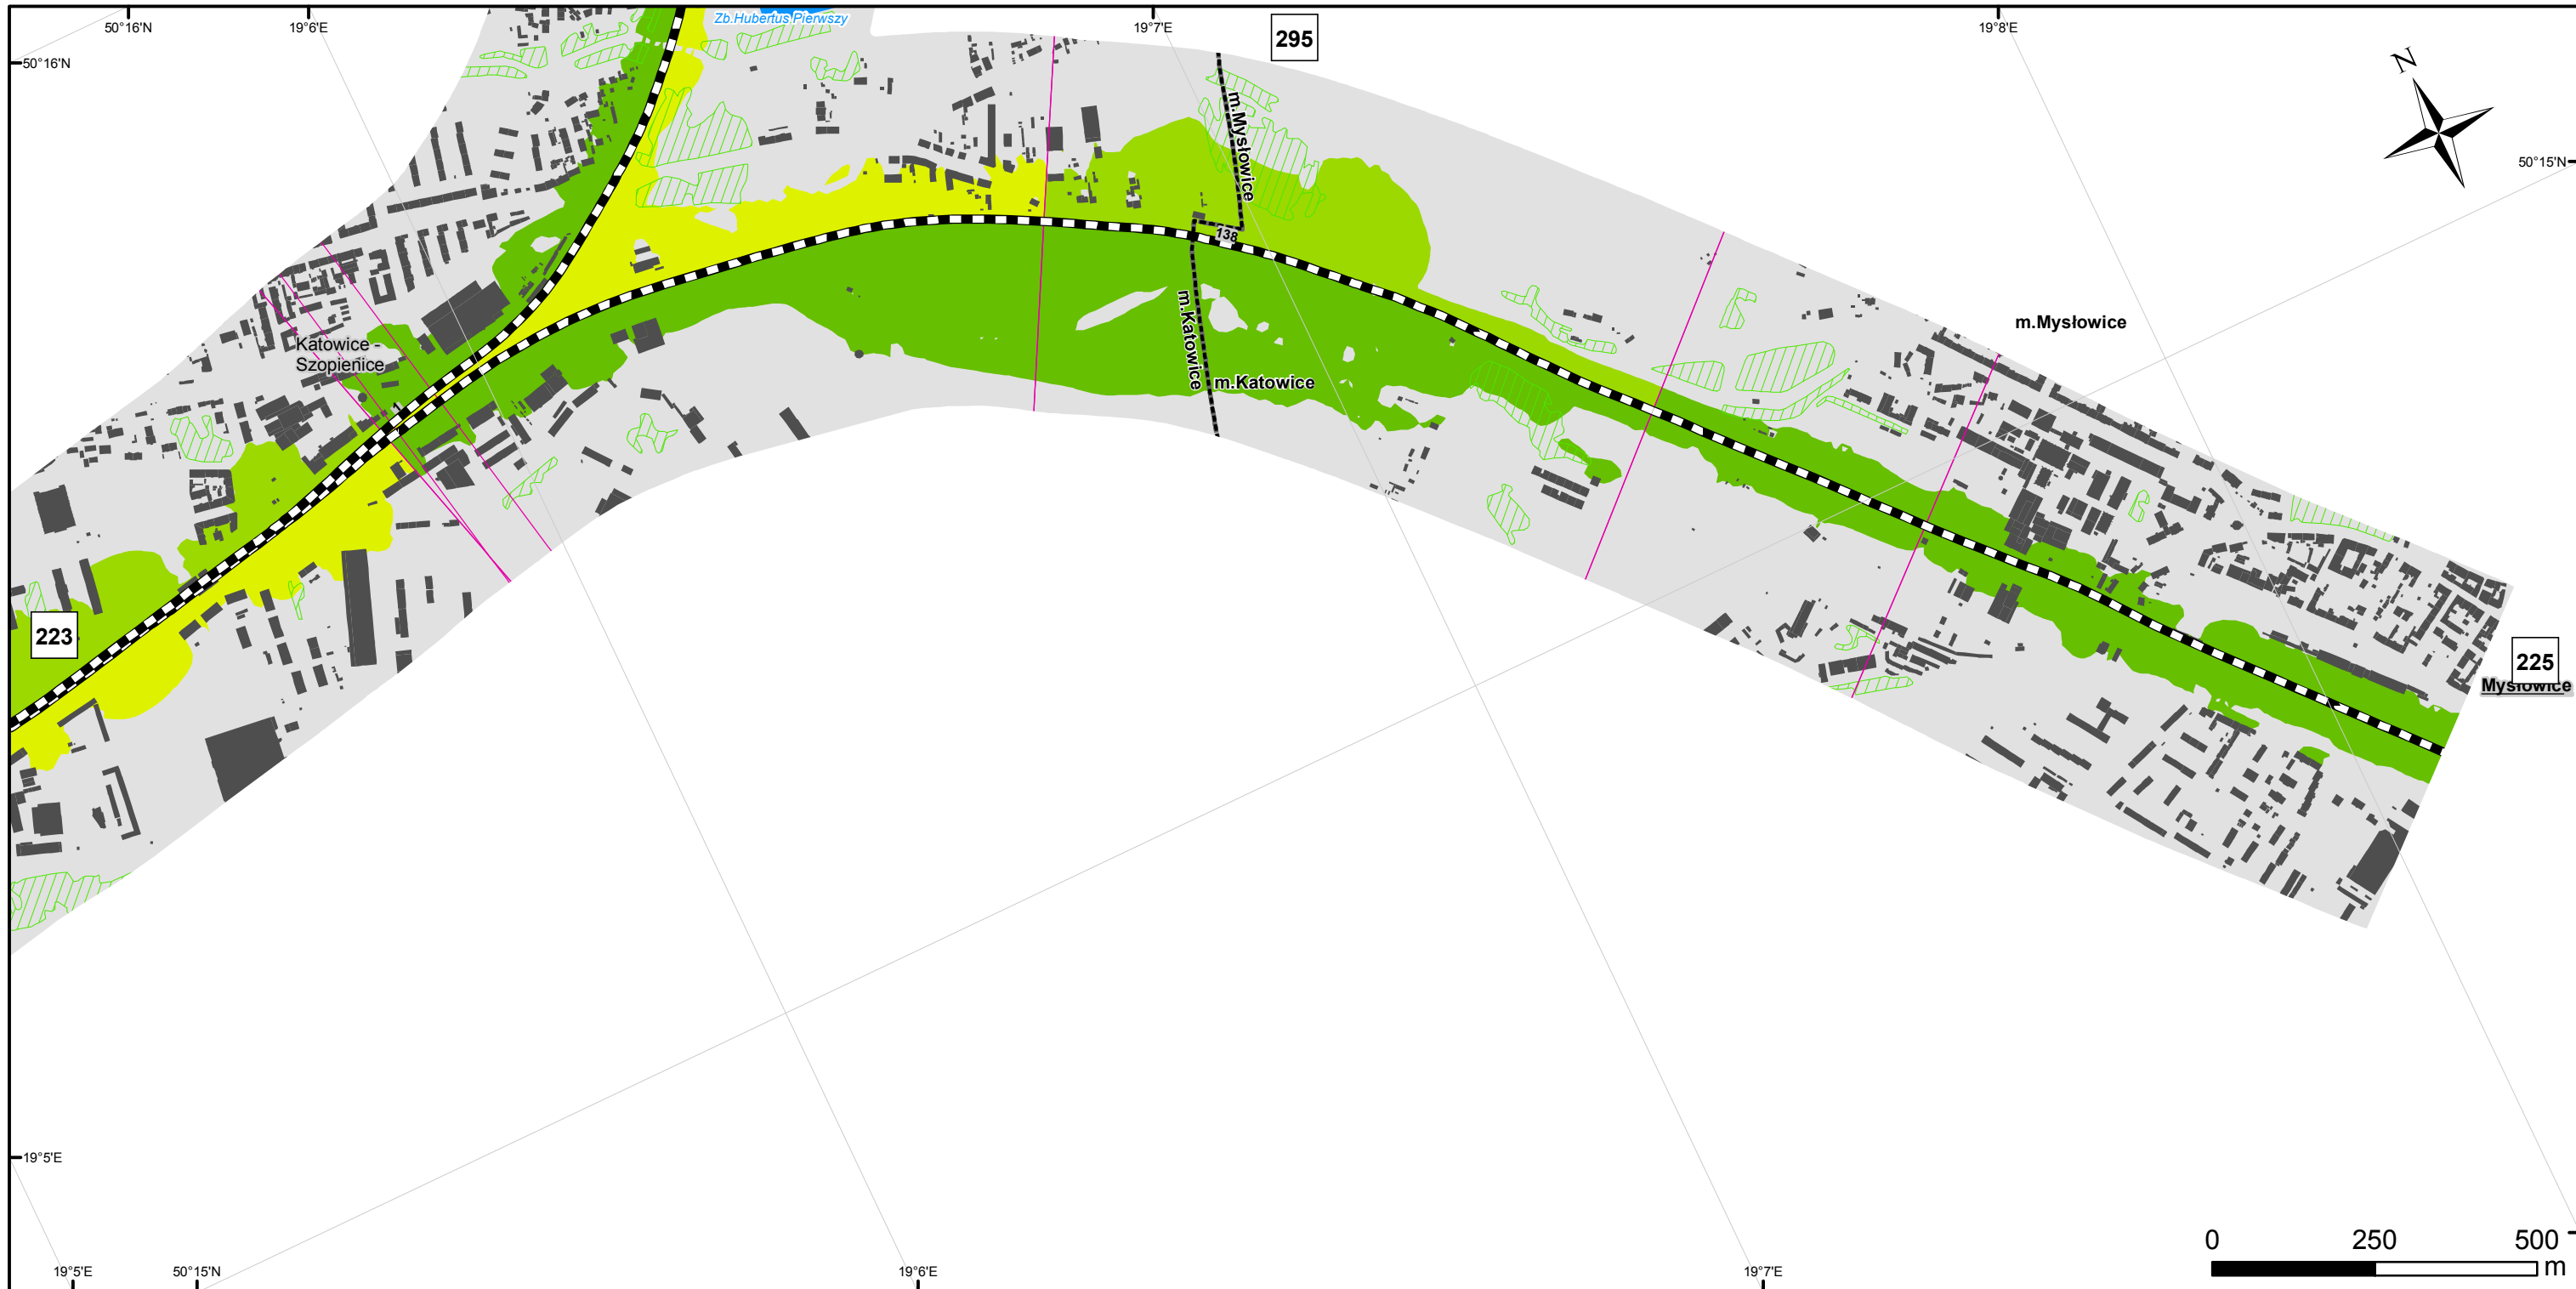 Zb.Hubertus Pierwszy
50°16'N
19°6'E
19°7'E
19°8'E
295
N
50°16'N
50°15'N
m.Mysłowice
138
m.Katowice
m.Katowice
m.Mysłowice
Katowice -
Szopienice
223
225
Mysłowice
19°5'E
0 250 500
m
19°5'E
50°15'N
19°6'E
19°7'E